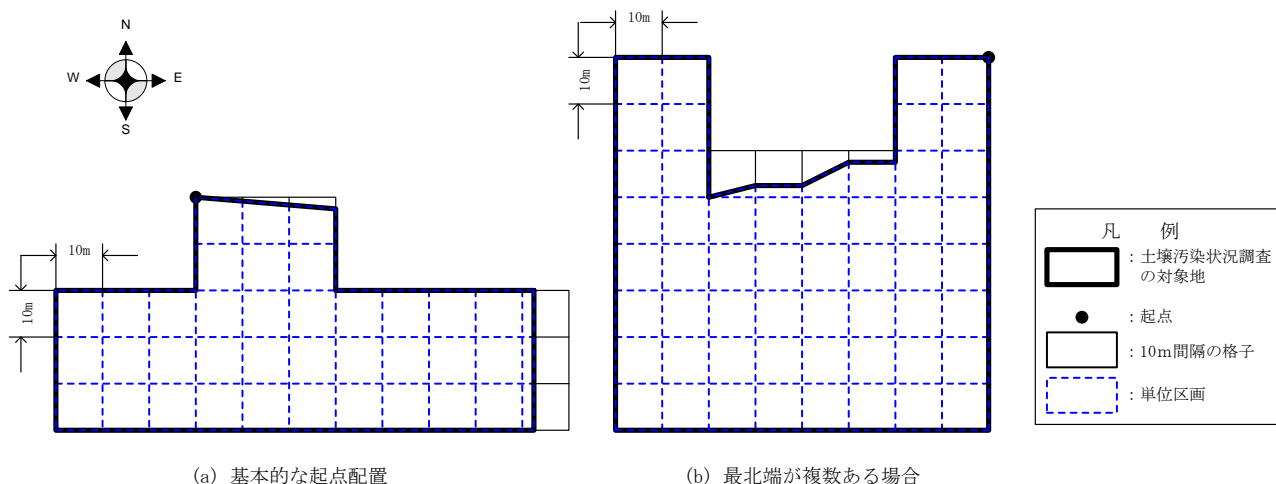 N
W E
S
10m
10m
10m
10m
凡 例
：土壌汚染状況調査
の対象地
：起点
：10m間隔の格子
：単位区画
(a) 基本的な起点配置
(b) 最北端が複数ある場合